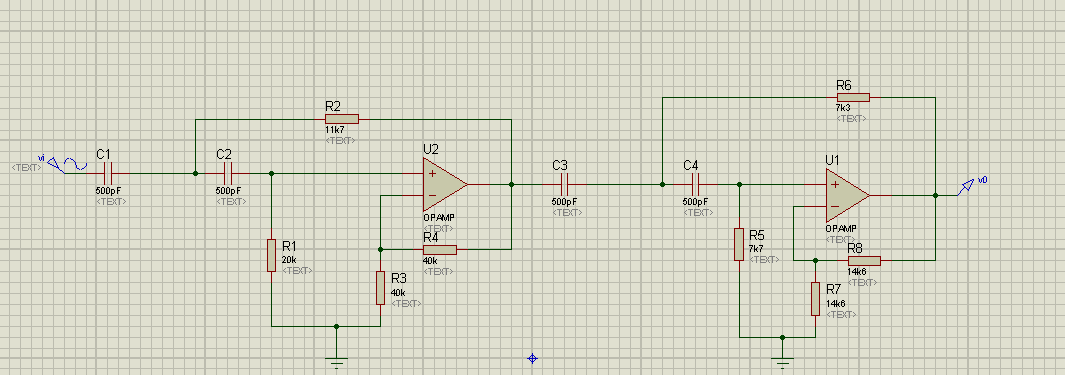 R6
7k3
<TEXT>
R2
11k7
<TEXT>
vi
<TEXT>
C1
500pF
<TEXT>
C2
500pF
<TEXT>
U2
+
−
OPAMP
<TEXT>
C3
500pF
<TEXT>
C4
500pF
<TEXT>
U1
+
−
OPAMP
<TEXT>
v0
R1
20k
<TEXT>
R4
40k
<TEXT>
R3
40k
<TEXT>
R5
7k7
<TEXT>
R8
14k6
<TEXT>
R7
14k6
<TEXT>